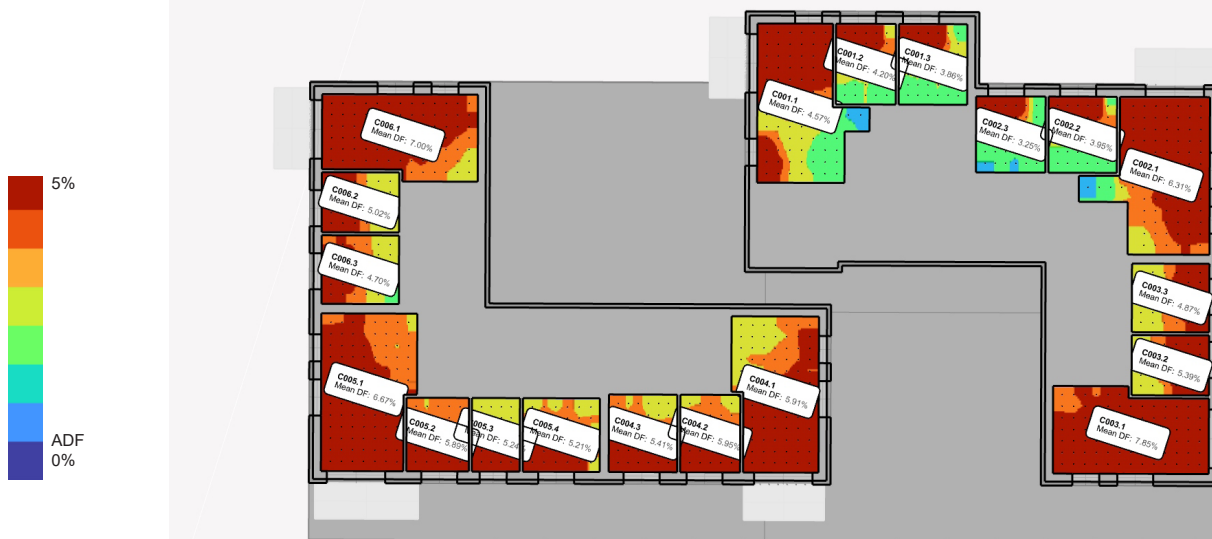 5%
ADF
0%
C001.1
Mean DF: 4.57%
C001.2
Mean DF: 4.20%
C001.3
Mean DF: 3.86%
C002.3
Mean DF: 3.25%
C002.2
Mean DF: 3.95%
C002.1
Mean DF: 6.31%
C006.1
Mean DF: 7.00%
C006.2
Mean DF: 5.02%
C006.3
Mean DF: 4.70%
C003.3
Mean DF: 4.87%
C003.2
Mean DF: 5.39%
C003.1
Mean DF: 7.85%
C005.1
Mean DF: 6.67%
C005.2
Mean DF: 5.89%
C005.3
Mean DF: 5.24
C005.4
Mean DF: 5.21%
C004.3
Mean DF: 5.41%
C004.2
Mean DF: 5.95%
C004.1
Mean DF: 5.91%